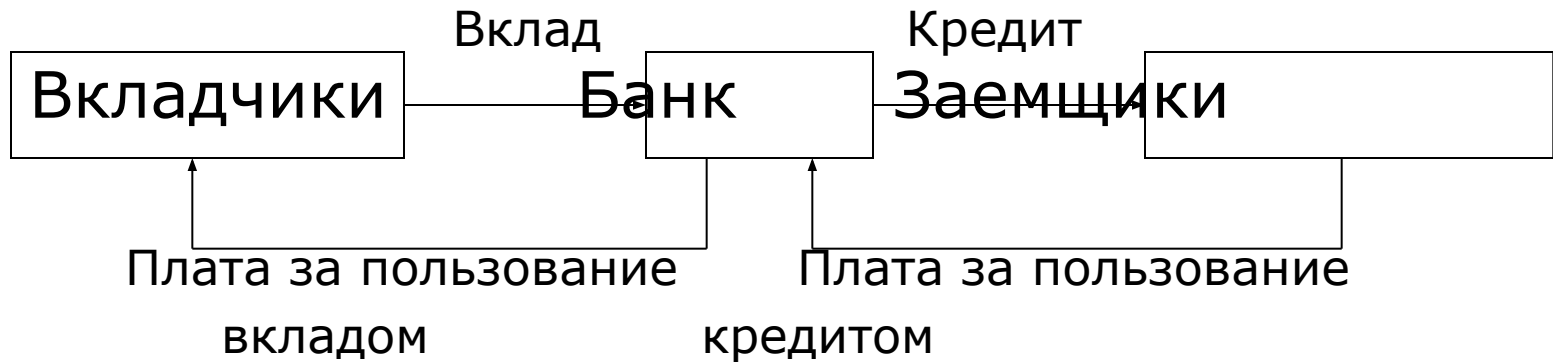 Вклад Кредит
Вкладчики Банк Заемщики
Плата за пользование Плата за пользование
вкладом кредитом